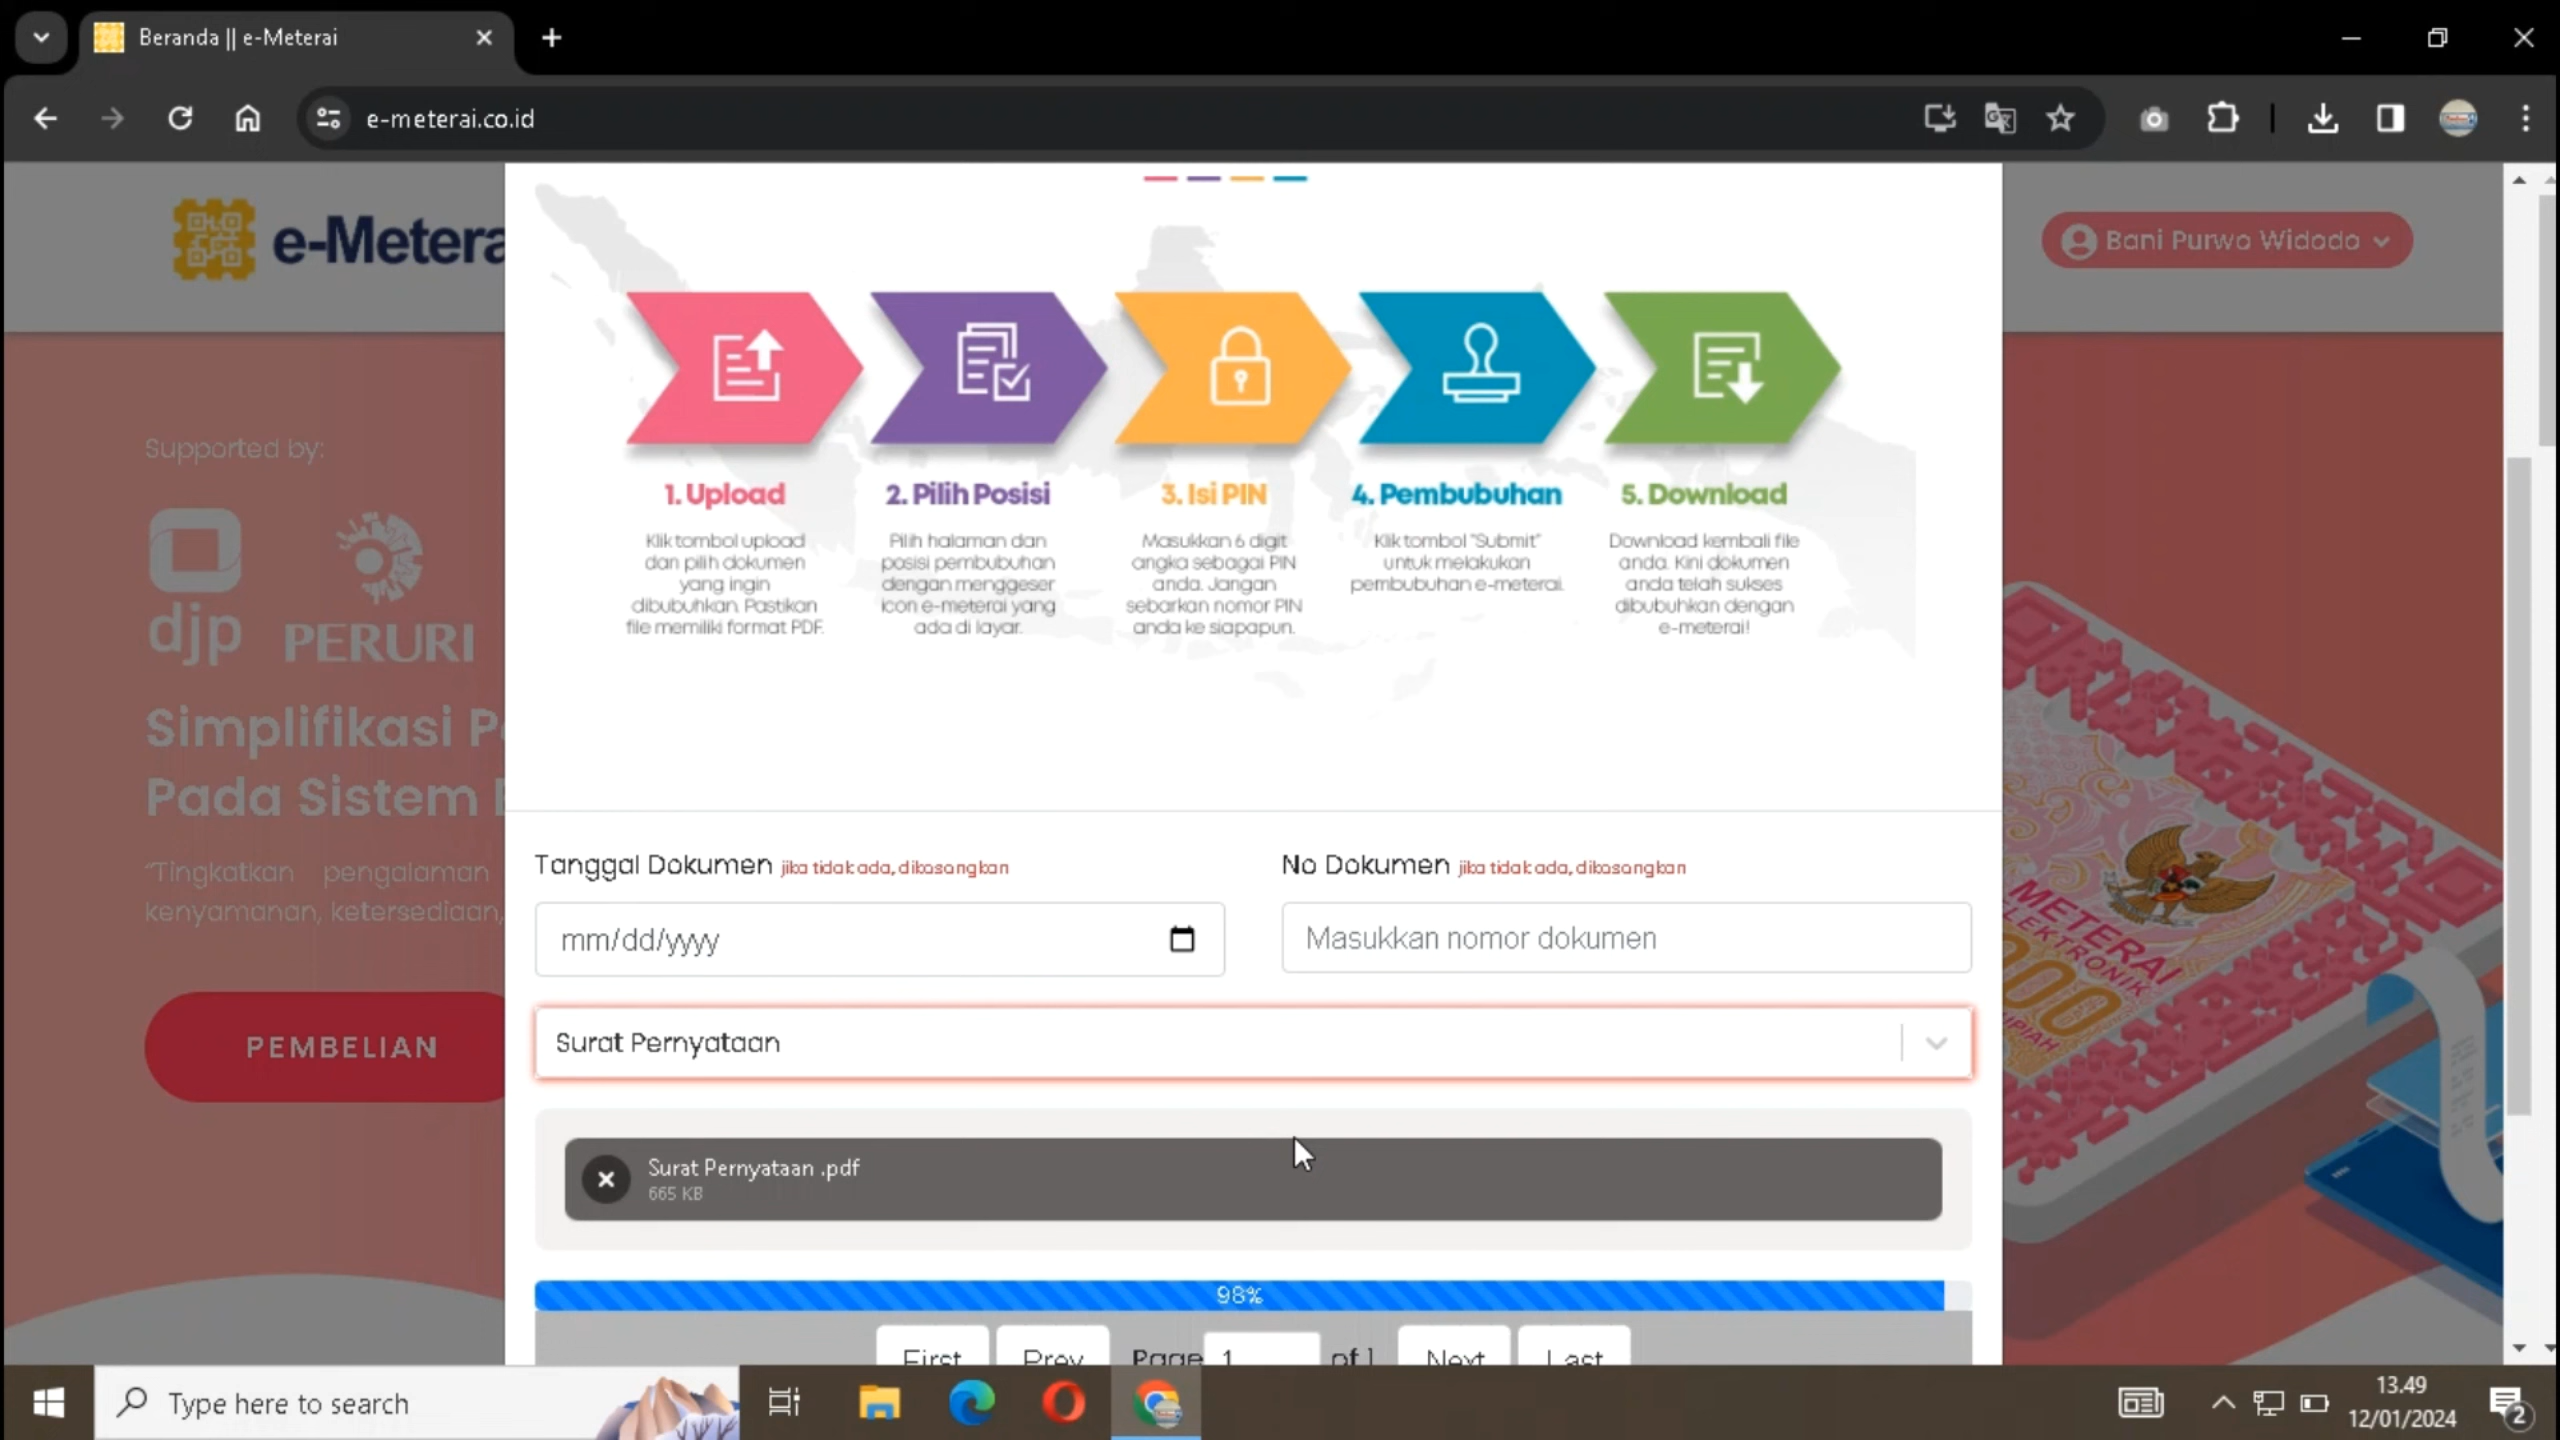 Beranda || e-Meterai
e-meterai.co.id
e-Metera
Bani Purwo Widodo
Supported by:
djp
PERURI
Simplifikasi P
Pada Sistem
"Tingkatkan pengalaman
kenyamanan, ketersediaan,
PEMBELIAN
1. Upload
Klik tombol upload
dan pilih dokumen
yang ingin
dibubuhkan. Pastikan
file memiliki format PDF.
2. Pilih Posisi
Pilih halaman dan
posisi pembubuhan
dengan menggeser
icon e-meterai yang
ada di layar.
3. Isi PIN
Masukkan 6 digit
angka sebagai PIN
anda. Jangan
sebarkan nomor PIN
anda ke siapapun.
4. Pembubuhan
Klik tombol "Submit"
untuk melakukan
pembubuhan e-meterai.
5. Download
Download kembali file
anda. Kini dokumen
anda telah sukses
dibubuhkan dengan
e-meterai!
METERAI
ELEKTRONIK
000
Tanggal Dokumen jika tidak ada, dikosongkan
mm/dd/yyyy
No Dokumen jika tidak ada, dikosongkan
Masukkan nomor dokumen
Surat Pernyataan
Surat Pernyataan .pdf
665 KB
98%
First Prev Page 1 of 1 Next Last
Type here to search
13.49
12/01/2024
2